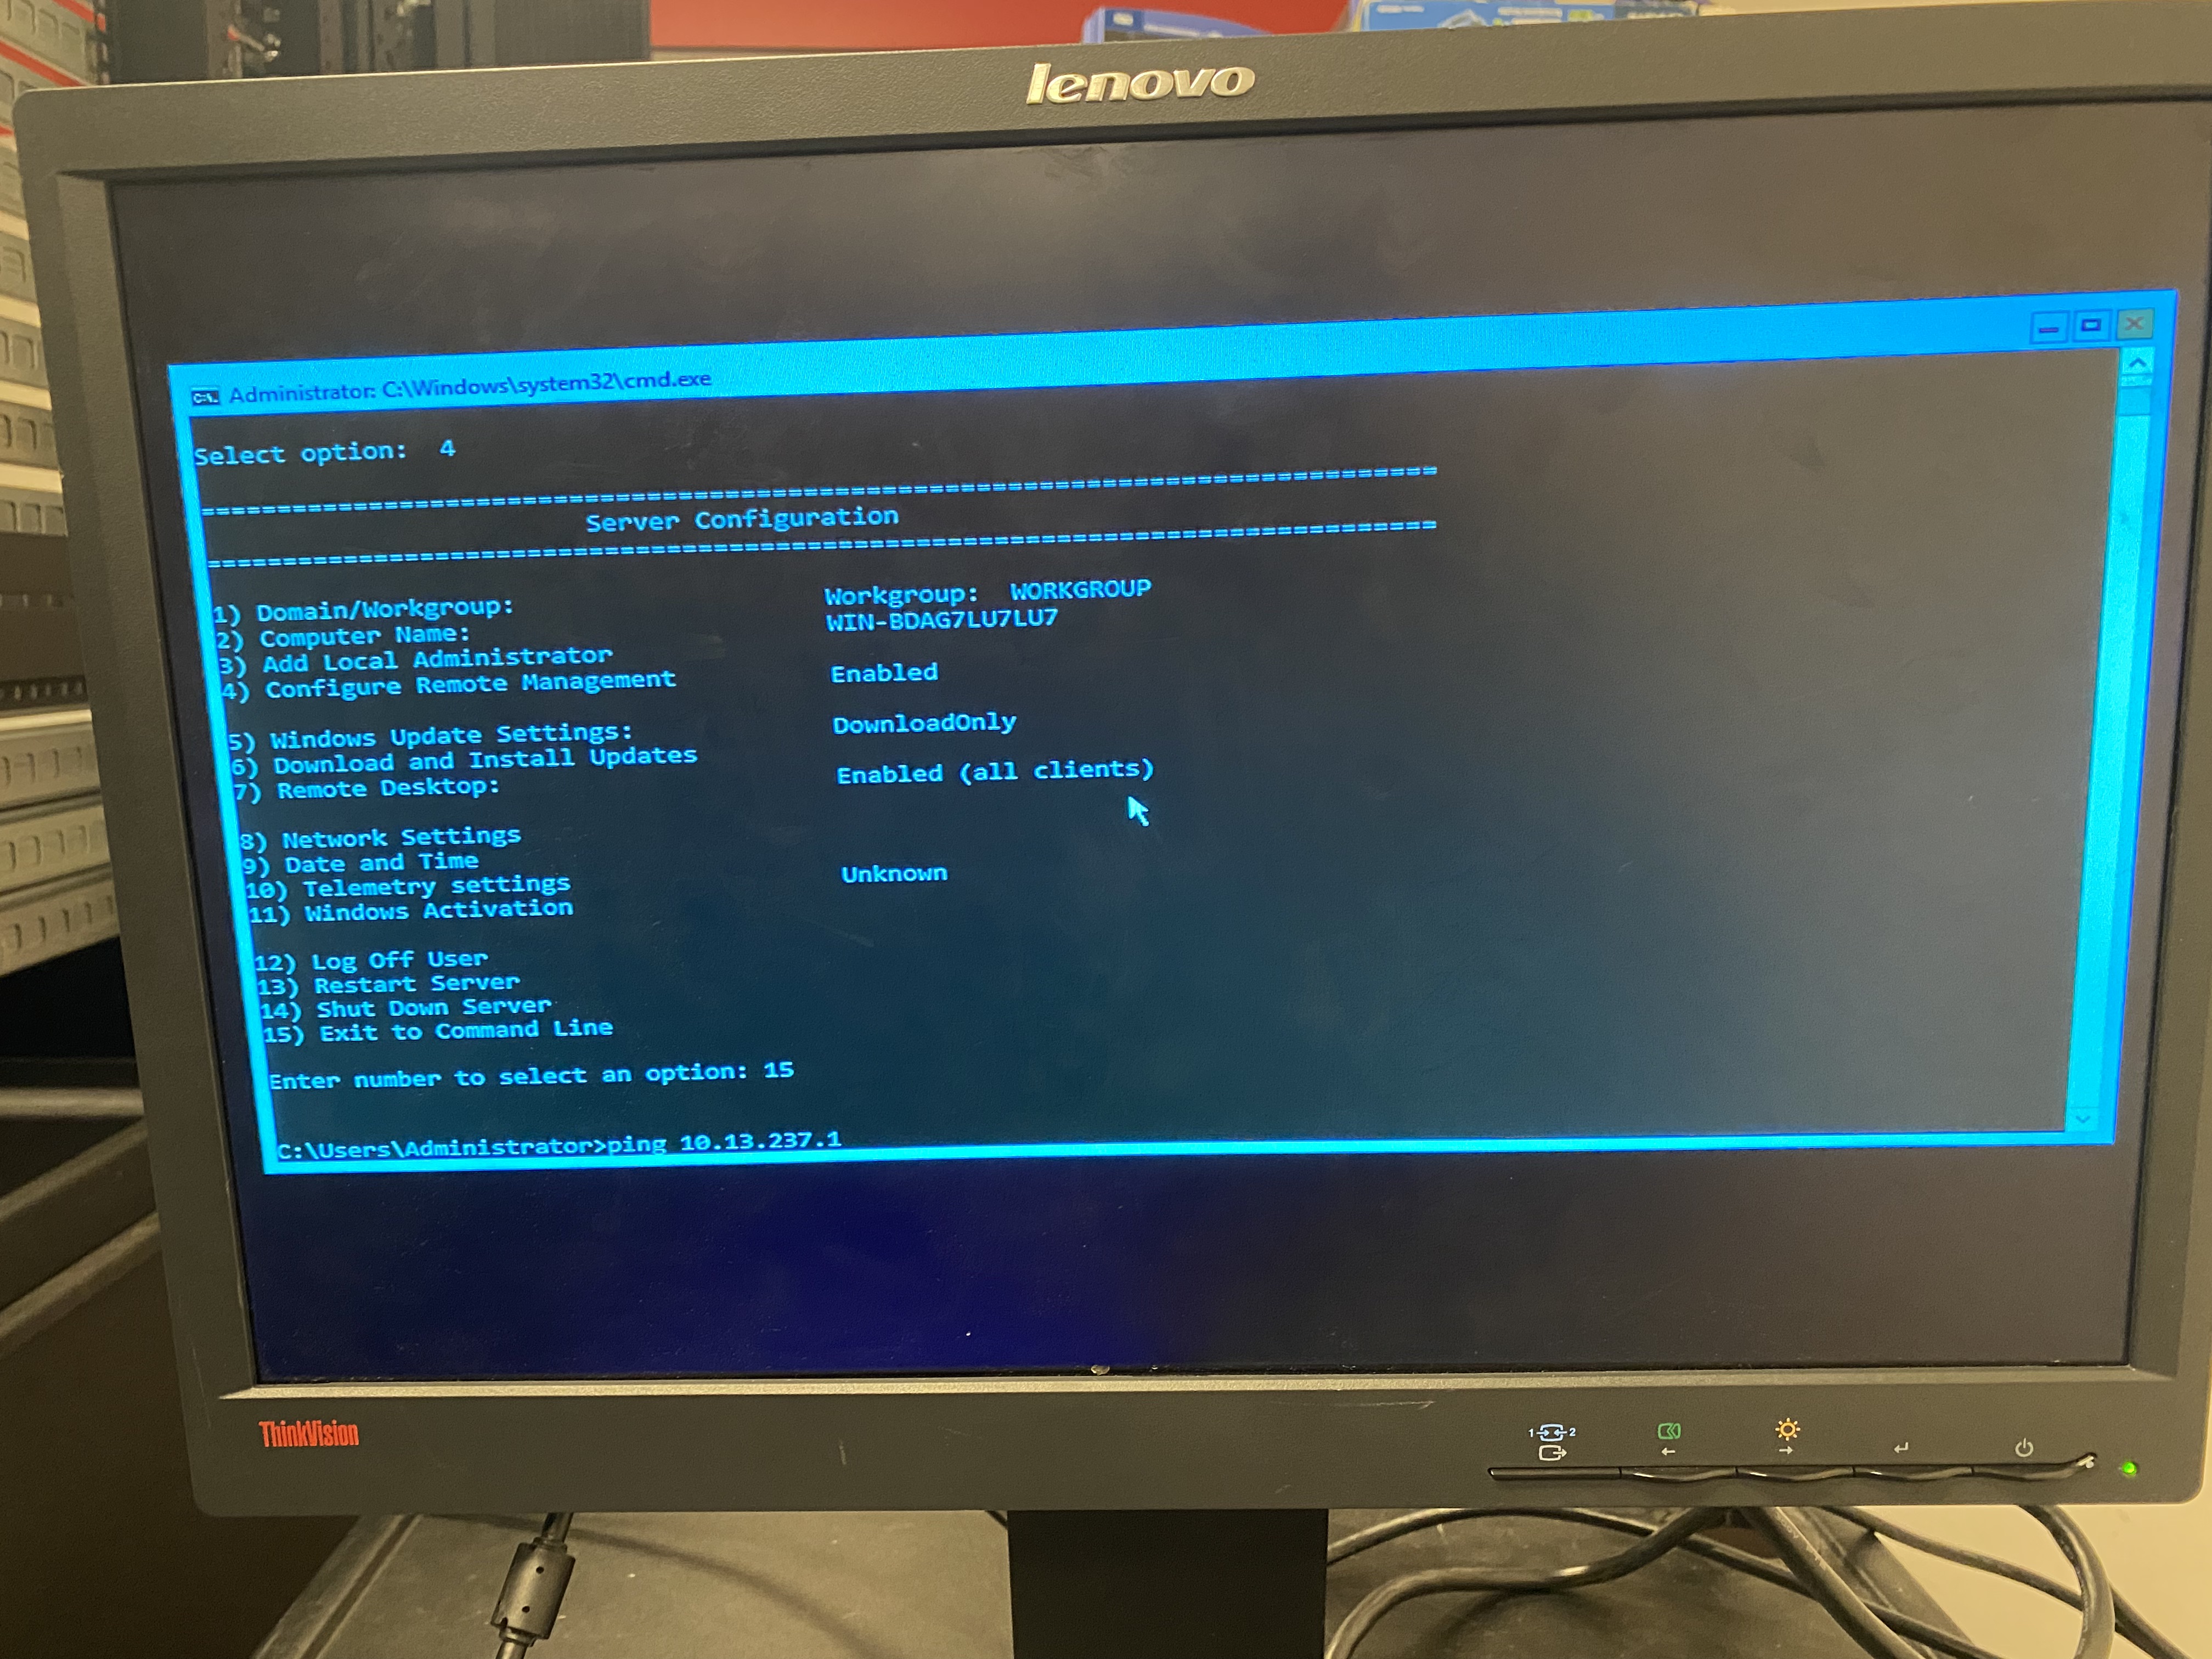 lenovo
Administrator: C:\Windows\system32\cmd.exe
Select option: 4
===============================================================================
Server Configuration
===============================================================================
1) Domain/Workgroup: Workgroup: WORKGROUP
2) Computer Name: WIN-BDAG7LU7LU7
3) Add Local Administrator
4) Configure Remote Management Enabled
5) Windows Update Settings: DownloadOnly
6) Download and Install Updates
7) Remote Desktop: Enabled (all clients)
8) Network Settings
9) Date and Time
10) Telemetry settings Unknown
11) Windows Activation
12) Log Off User
13) Restart Server
14) Shut Down Server
15) Exit to Command Line
Enter number to select an option: 15
C:\Users\Administrator>ping 10.13.237.1
ThinkVision
1 2